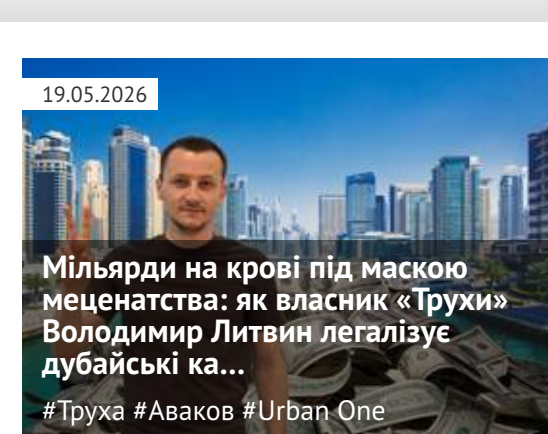 19.05.2026
Мільярди на крові під маскою
меценатства: як власник «Трухи»
Володимир Литвин легалізує
дубайські ка...
#Труха #Аваков #Urban One